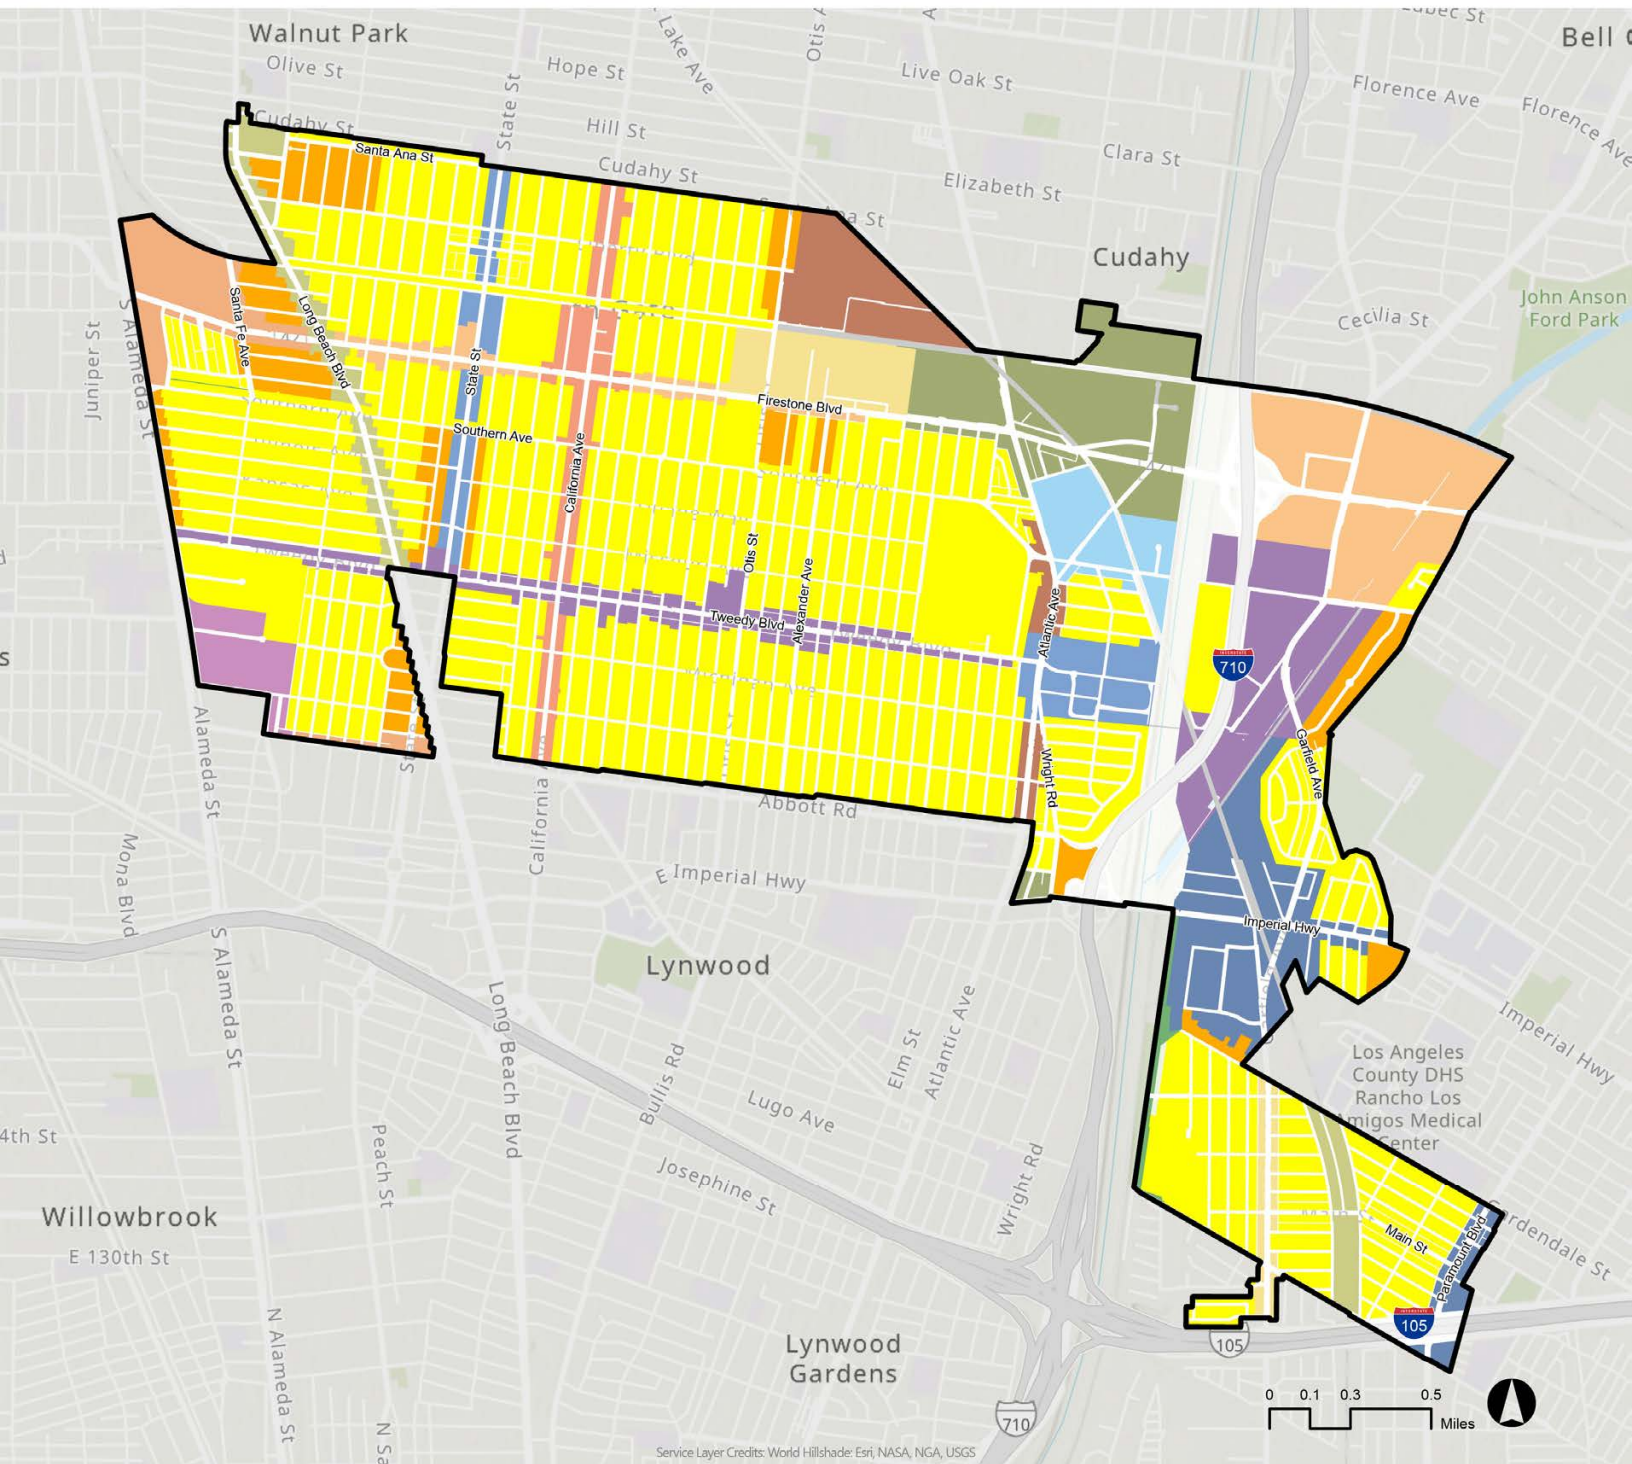 Walnut Park
Olive St
Hope St
Lake Ave
Live Oak St
Bell
Florence Ave
Florence Ave
State St
Cudahy St
Hill St
Cudahy St
Clara St
Elizabeth St
Santa Ana St
Cudahy
John Anson
Ford Park
Cecilia St
Juniper St
S Alameda St
Santa Fe Ave
Long Beach Blvd
State St
Firestone Blvd
Southern Ave
California Ave
Otis St
Alexander Ave
Tweedy Blvd
Atlantic Ave
710
Garfield Ave
Wright Rd
Abbott Rd
Alameda St
Mona Blvd
E Imperial Hwy
Imperial Hwy
S Alameda St
Lynwood
Long Beach Blvd
Bullis Rd
Elm St
Atlantic Ave
Imperial Hwy
Los Angeles
County DHS
Rancho Los
Amigos Medical
Center
Lugo Ave
4th St
Peach St
Josephine St
Wright Rd
Willowbrook
E 130th St
Main St
Paramount Blvd
Gardendale St
N Alameda St
Lynwood
Gardens
105
105
710
0 0.1 0.3 0.5
Miles
Service Layer Credits: World Hillshade: Esri, NASA, NGA, USGS